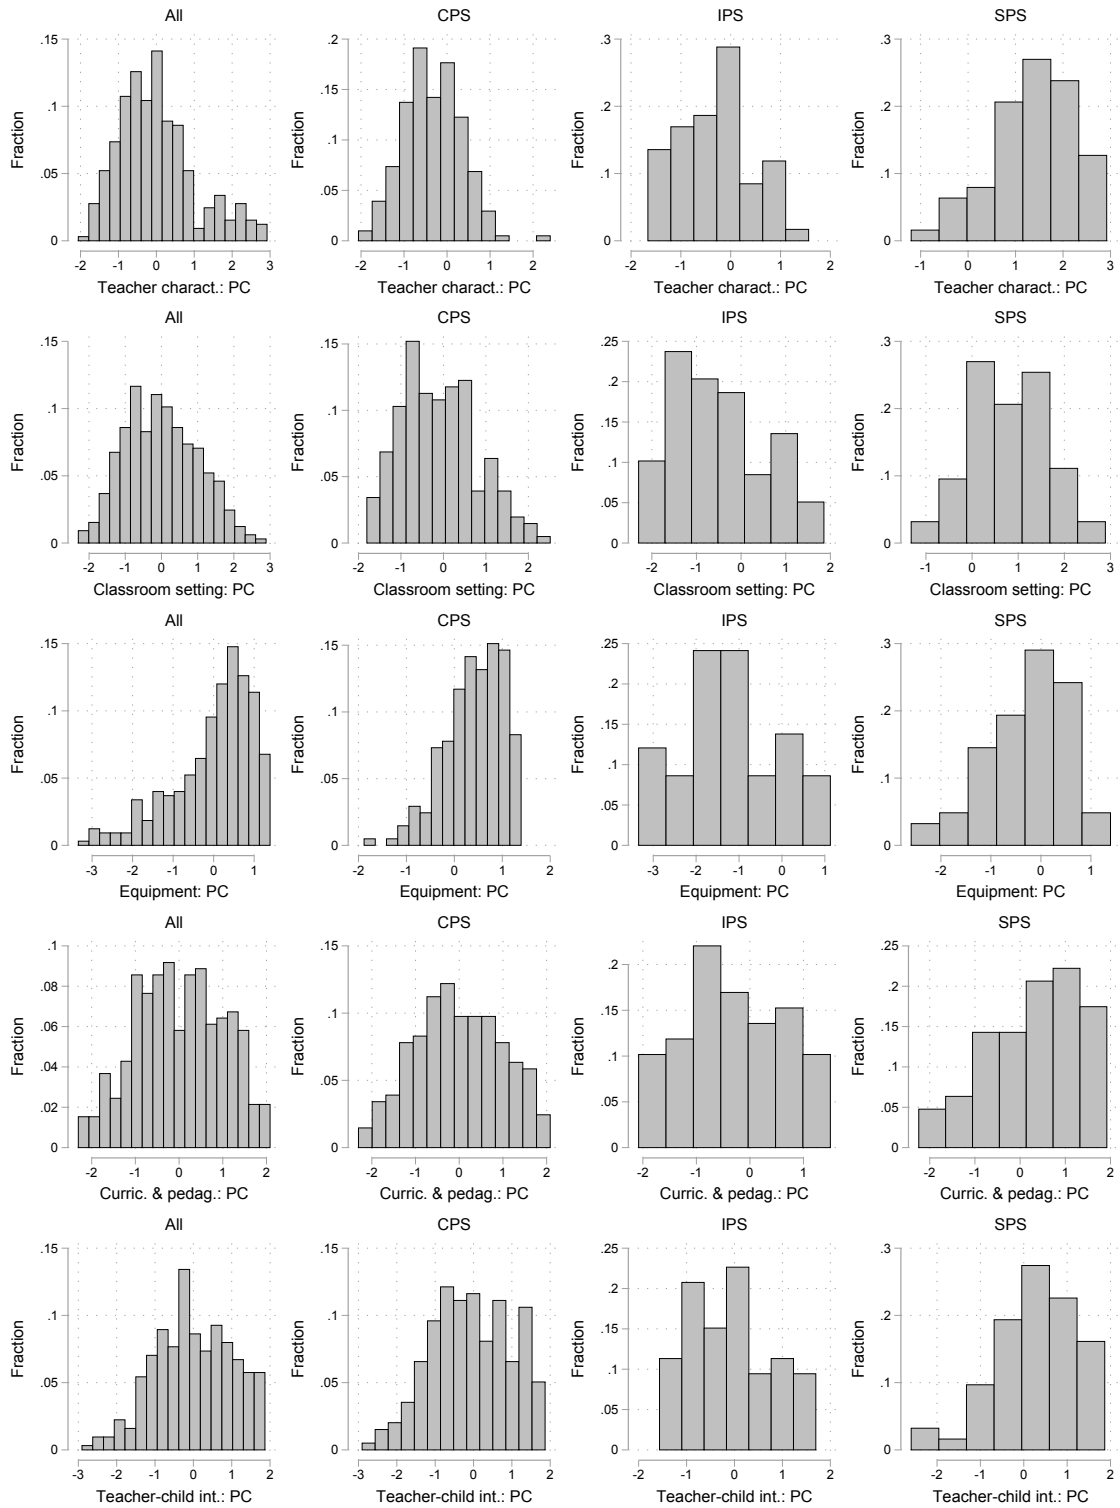 All CPS IPS SPS
.15 .2 .3 .3
.15 .2 .2
.1 .1
.05 .05 .1 .1
0 0 0 0
Fraction Fraction Fraction Fraction
-2 -1 0 1 2 3 -2 -1 0 1 2 -2 -1 0 1 2 -1 0 1 2 3
Teacher charact.: PC Teacher charact.: PC Teacher charact.: PC Teacher charact.: PC
All CPS IPS SPS
.15 .15 .25 .3
.1 .1 .2 .2
.15
.05 .05 .1 .1
.05
0 0 0 0
Fraction Fraction Fraction Fraction
-2 -1 0 1 2 3 -2 -1 0 1 2 -2 -1 0 1 2 -1 0 1 2 3
Classroom setting: PC Classroom setting: PC Classroom setting: PC Classroom setting: PC
All CPS IPS SPS
.15 .15 .25 .3
.1 .1 .2 .2
.15
.05 .05 .1 .1
.05
0 0 0 0
Fraction Fraction Fraction Fraction
-3 -2 -1 0 1 -2 -1 0 1 2 -3 -2 -1 0 1 -2 -1 0 1
Equipment: PC Equipment: PC Equipment: PC Equipment: PC
All CPS IPS SPS
.1 .15 .2 .25
.08 .2
.06 .1 .15 .15
.04 .05 .1 .1
.02 .05 .05
0 0 0 0
Fraction Fraction Fraction Fraction
-2 -1 0 1 2 -2 -1 0 1 2 -2 -1 0 1 -2 -1 0 1 2
Curric. & pedag.: PC Curric. & pedag.: PC Curric. & pedag.: PC Curric. & pedag.: PC
All CPS IPS SPS
.15 .15 .25 .3
.1 .1 .2 .2
.15
.05 .05 .1 .1
.05
0 0 0 0
Fraction Fraction Fraction Fraction
-3 -2 -1 0 1 2 -3 -2 -1 0 1 2 -2 -1 0 1 2 -2 -1 0 1 2
Teacher-child int.: PC Teacher-child int.: PC Teacher-child int.: PC Teacher-child int.: PC